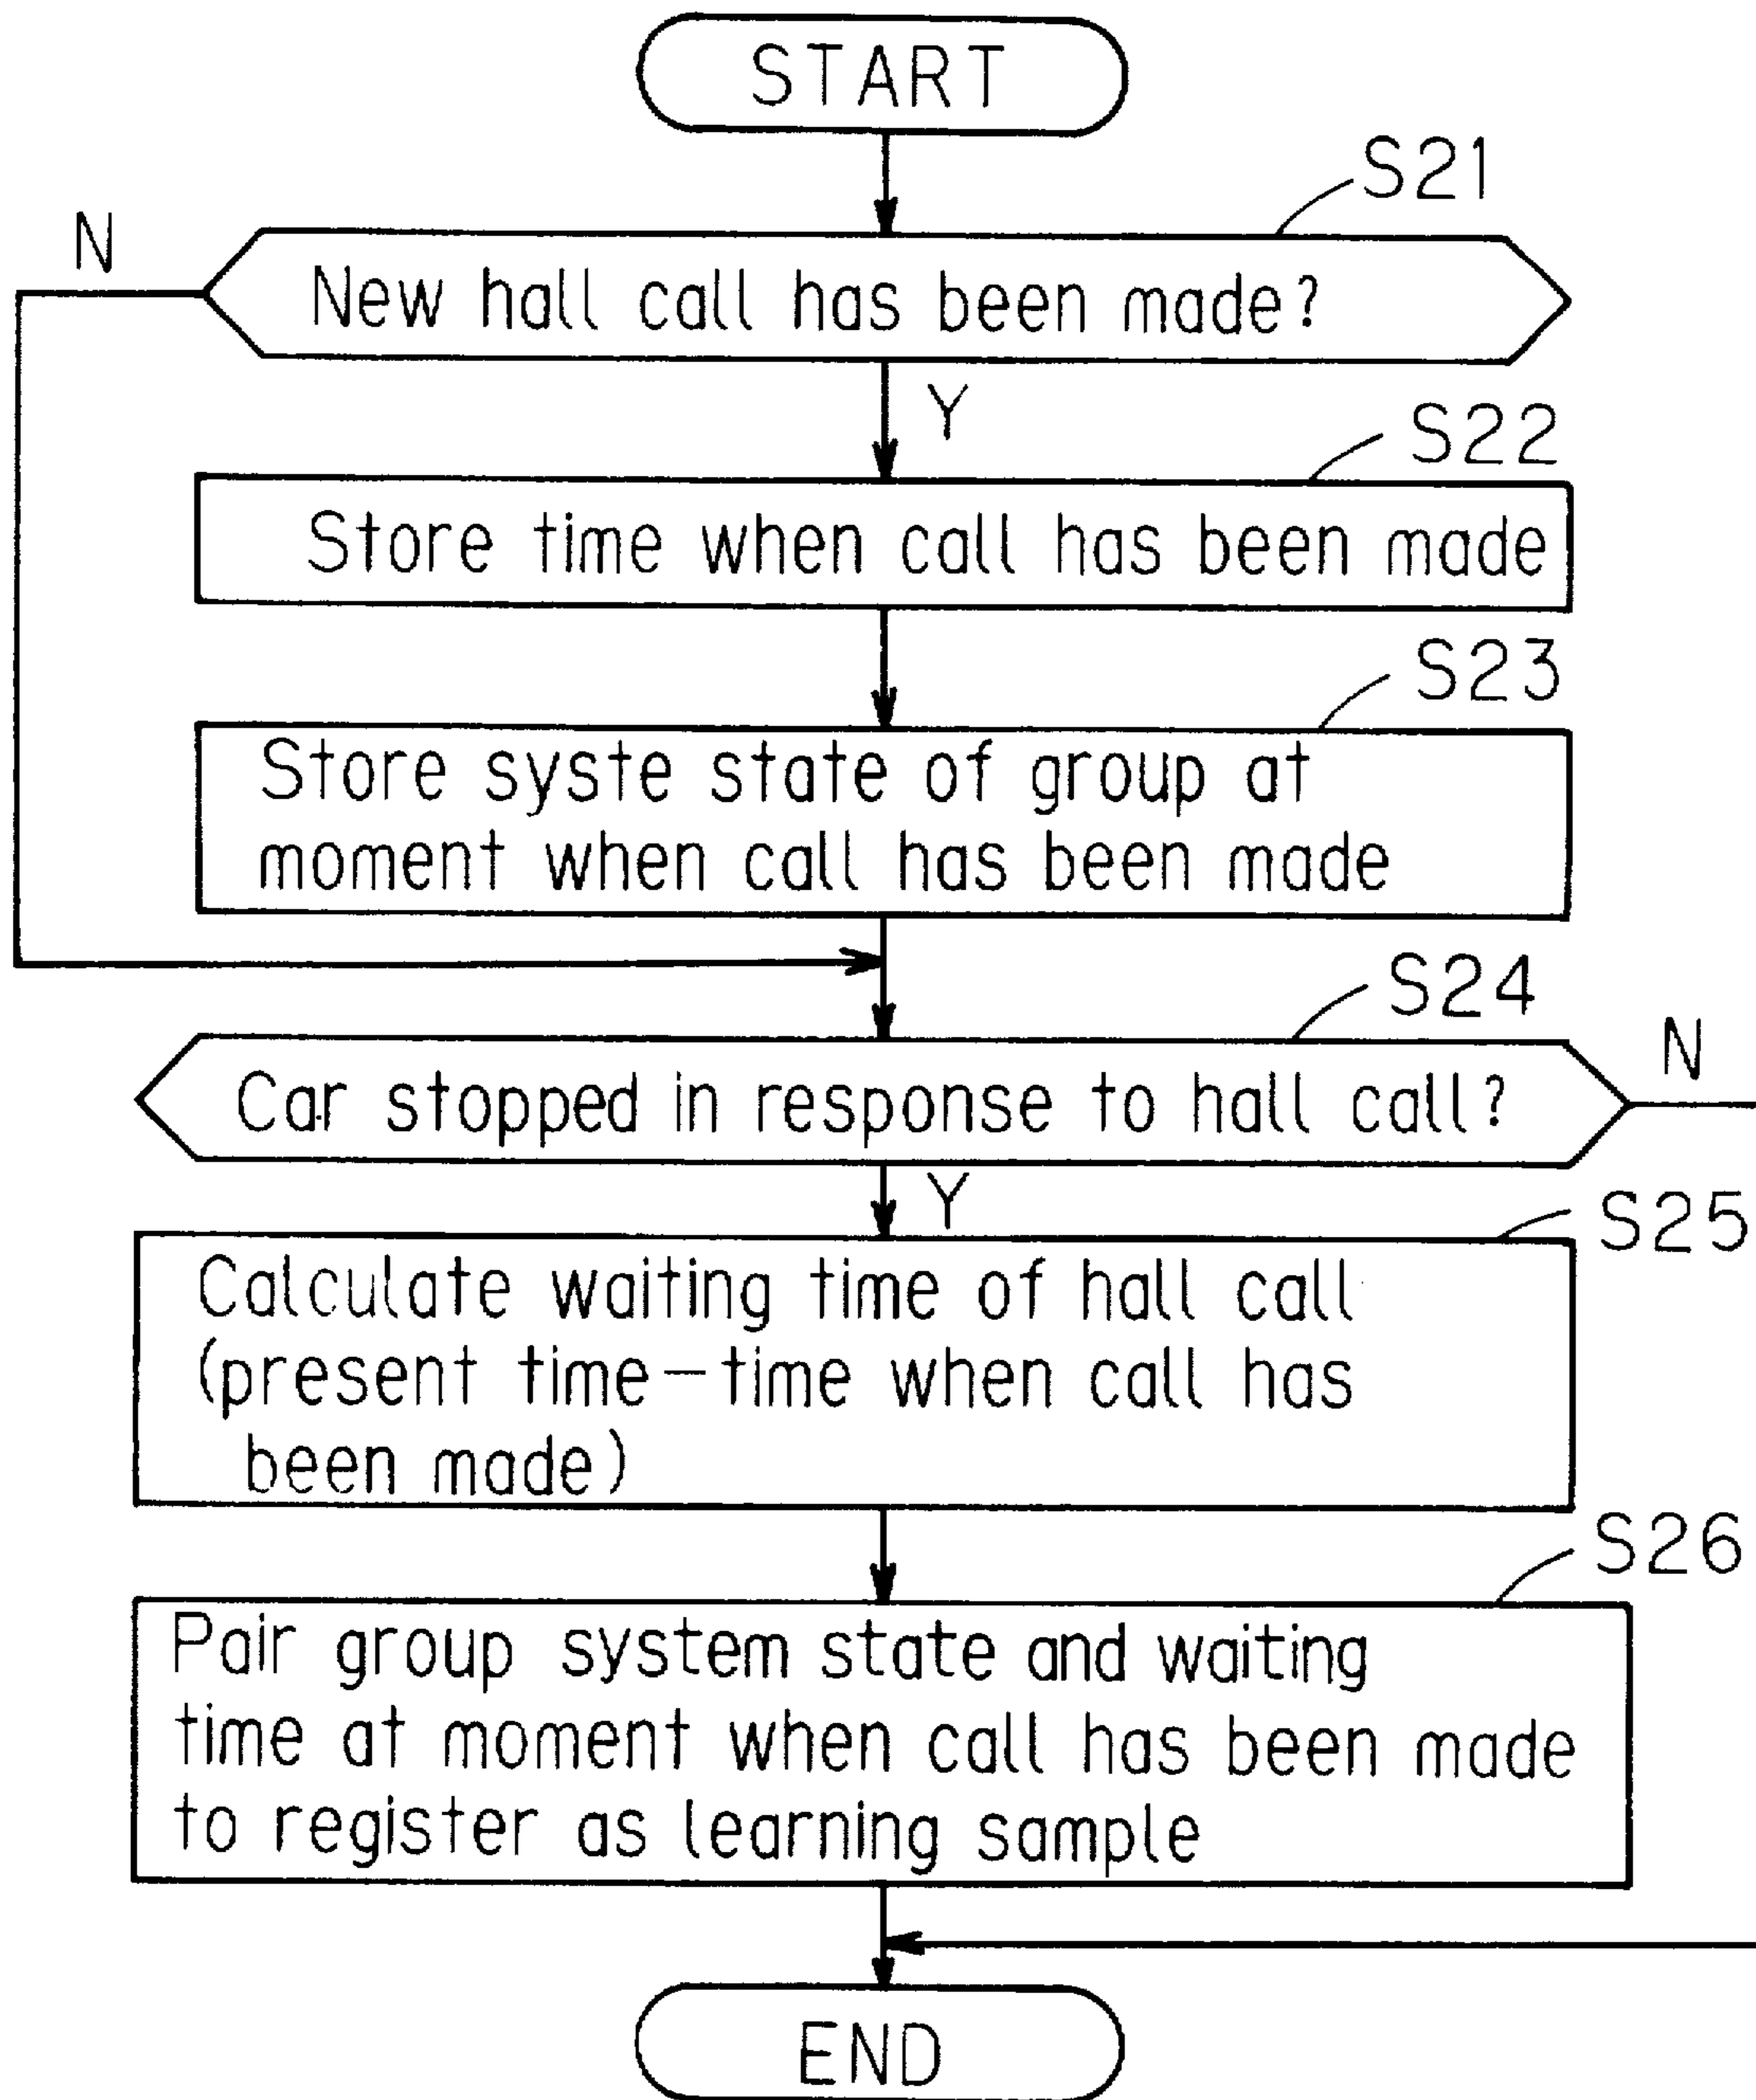 START
S21
N
New hall call has been made?
Y
S22
Store time when call has been made
S23
Store syste state of group at
moment when call has been made
S24
N
Car stopped in response to hall call?
Y
S25
Calculate waiting time of hall call
(present time－time when call has
been made)
S26
Pair group system state and waiting
time at moment when call has been made
to register as learning sample
END